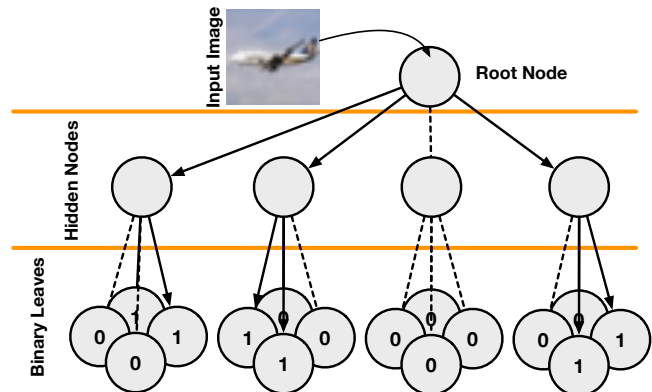 Input Image
Root Node
Hidden Nodes
Binary Leaves
1 0 0 0
0 1 1 0 0 0 0 1
0 1 0 1